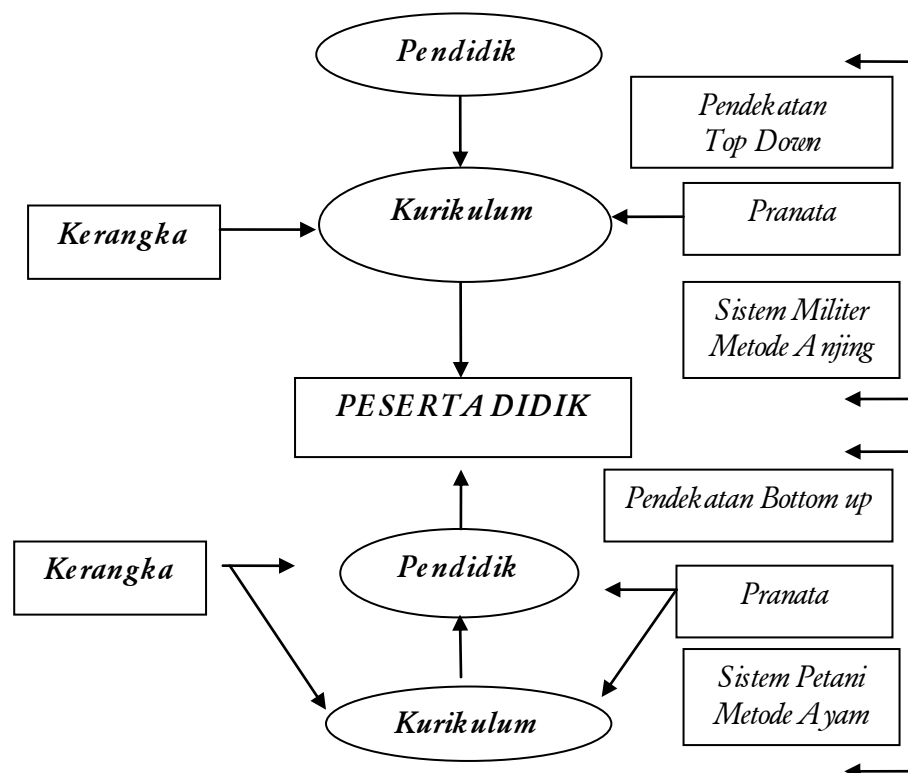 Pendidik
Pendekatan
Top Down
Kurikulum
Pranata
Kerangka
Sistem Militer
Metode Anjing
PESERTA DIDIK
Pendekatan Bottom up
Kerangka
Pendidik
Pranata
Sistem Petani
Metode Ayam
Kurikulum